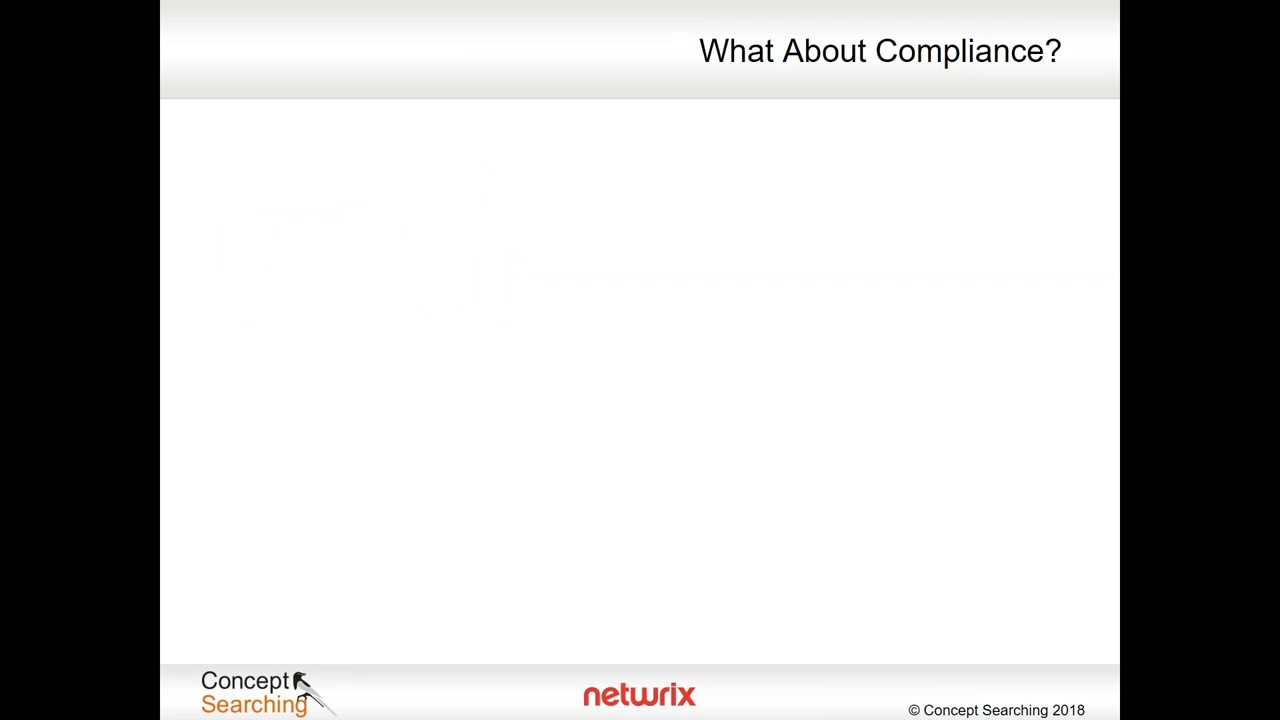 What About Compliance?
Concept
Searching
netwrix
© Concept Searching 2018